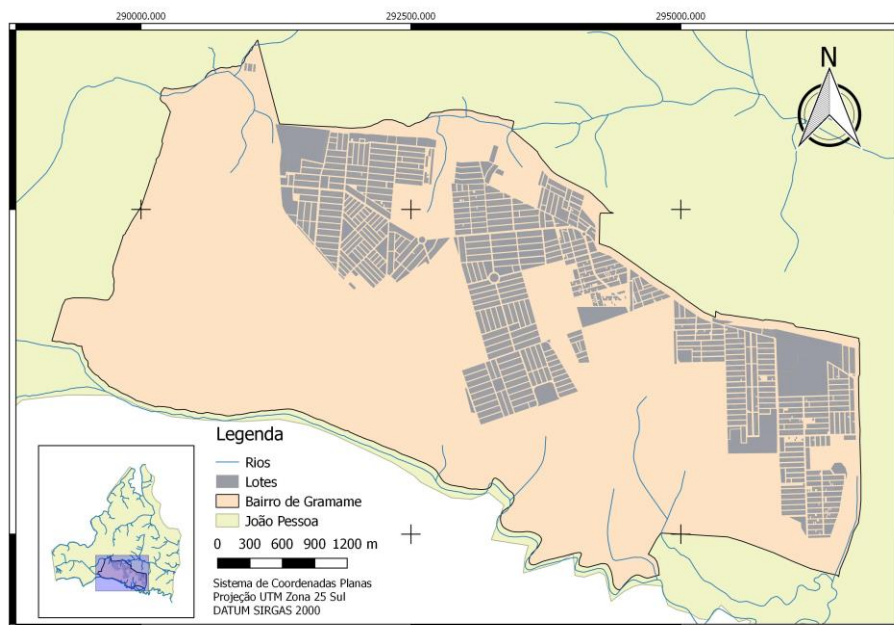 290000.000 292500.000 295000.000
N
Legenda
Rios
Lotes
Bairro de Gramame
João Pessoa
0 300 600 900 1200 m
Sistema de Coordenadas Planas
Projeção UTM Zona 25 Sul
DATUM SIRGAS 2000